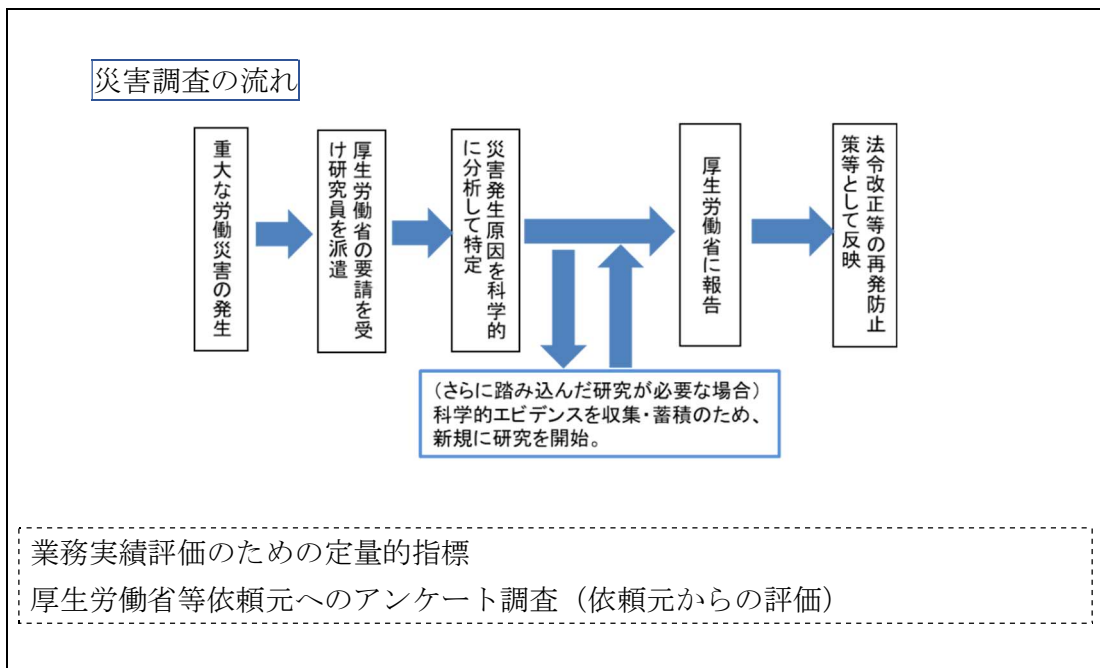 災害調査の流れ
重大な労働災害の発生
厚生労働省の要請を受
け研究員を派遣
災害発生原因を科学的
に分析して特定
厚生労働省に報告
法令改正等の再発防止
策等として反映
(さらに踏み込んだ研究が必要な場合)
科学的エビデンスを収集・蓄積のため、
新規に研究を開始。
業務実績評価のための定量的指標
厚生労働省等依頼元へのアンケート調査（依頼元からの評価）